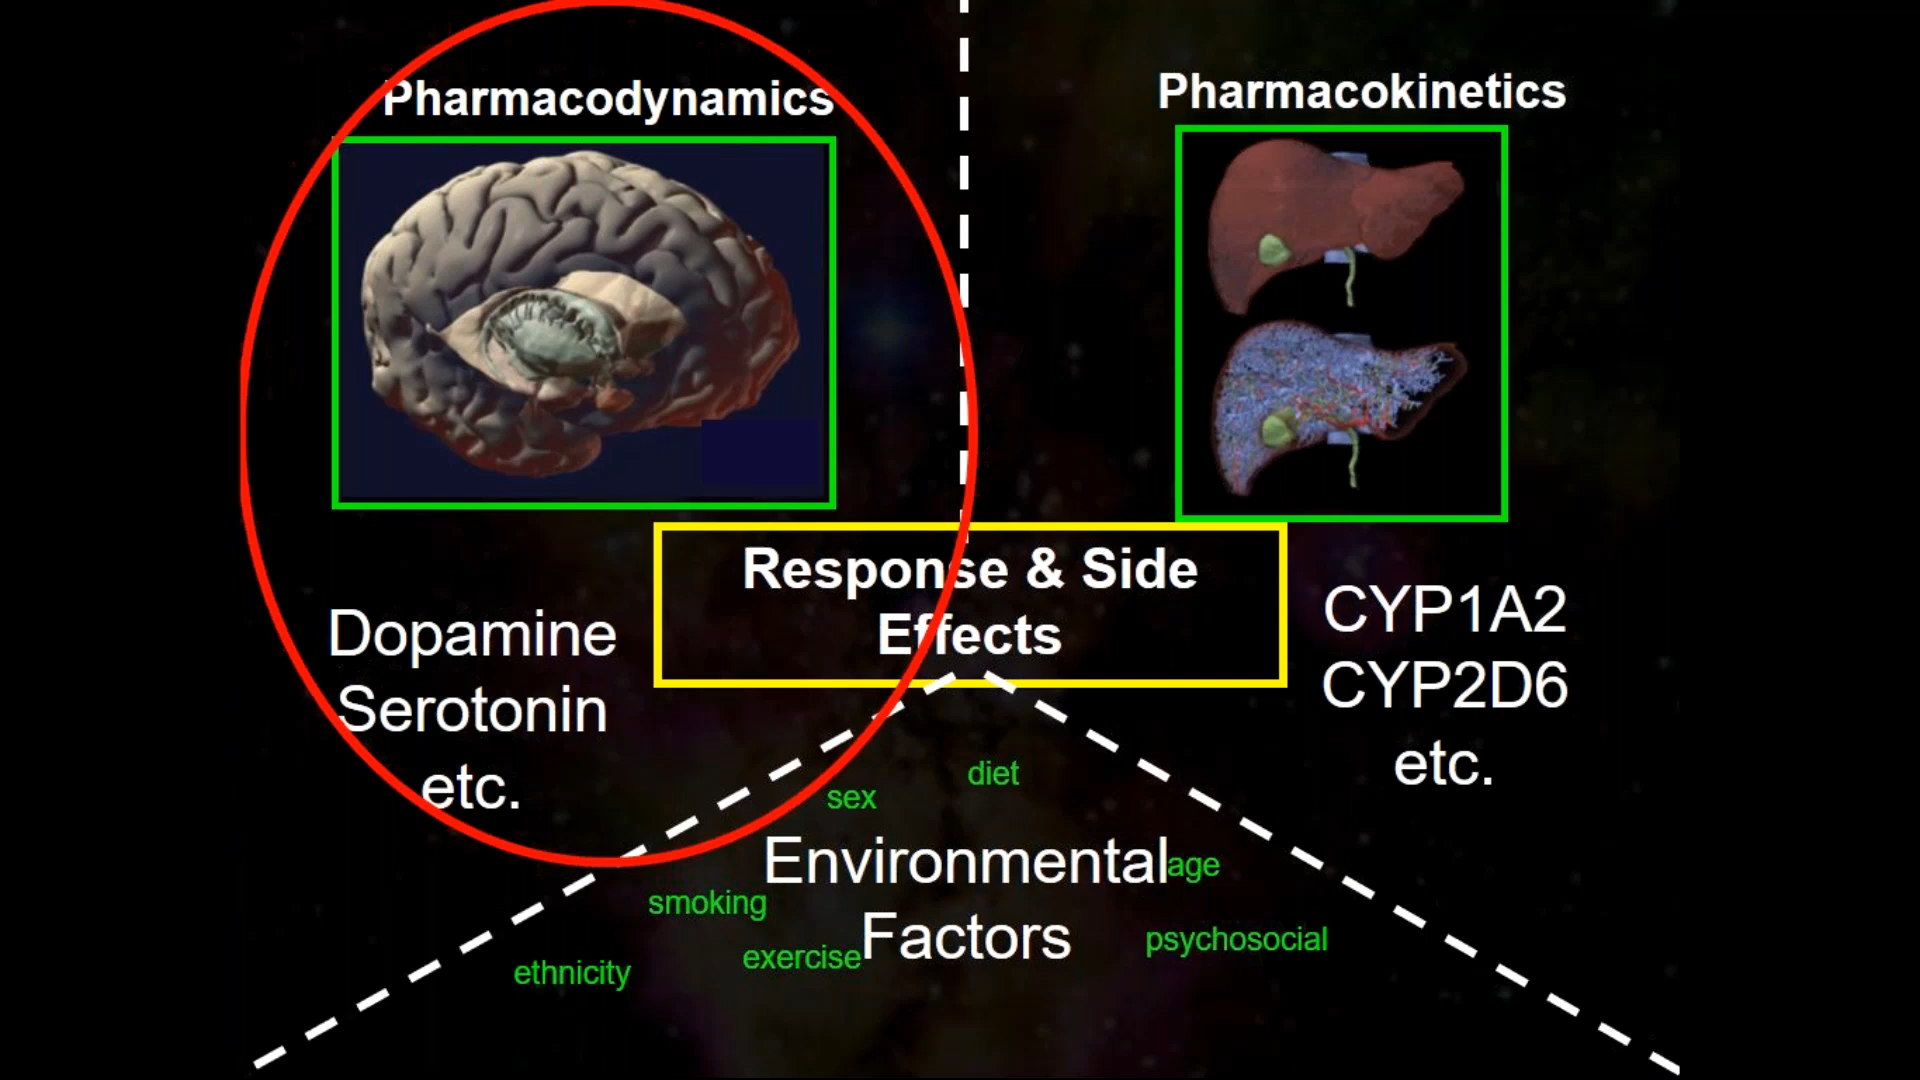 Pharmacodynamics
Pharmacokinetics
Response & Side
Effects
Dopamine
Serotonin
etc.
CYP1A2
CYP2D6
etc.
diet
sex
Environmental
age
smoking
Factors
psychosocial
exercise
ethnicity